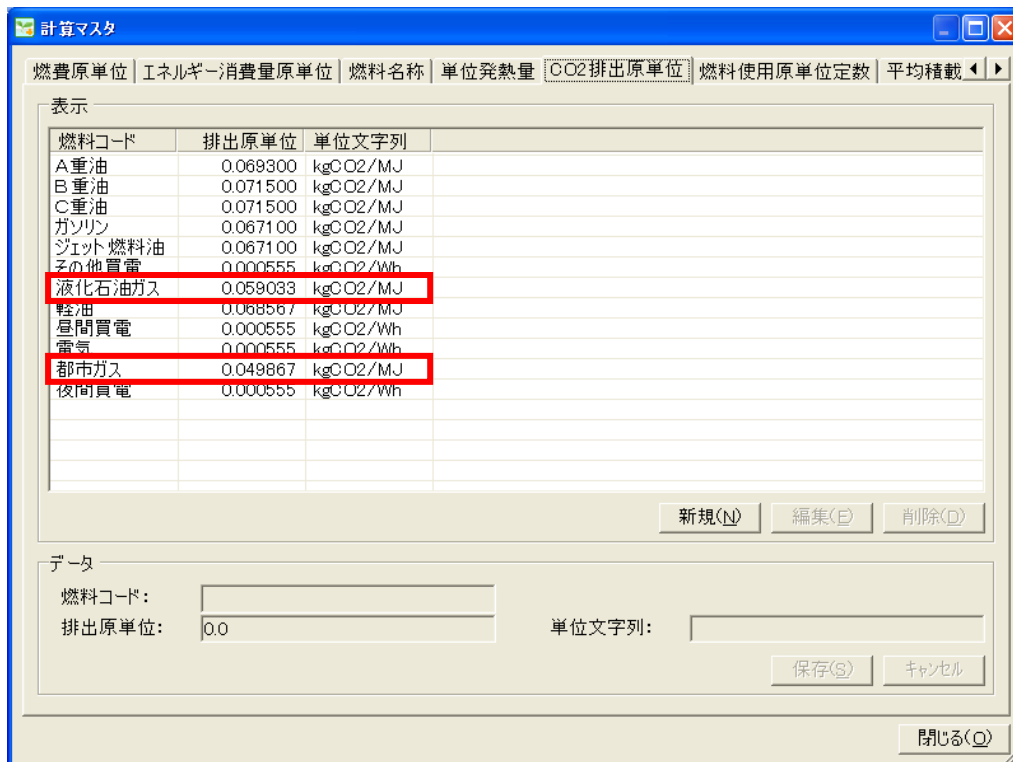 計算マスタ
燃費原単位 エネルギー消費量原単位 燃料名称 単位発熱量 CO2排出原単位 燃料使用原単位定数 平均積載
表示
燃料コード 排出原単位 単位文字列
A重油 0.069300 kgCO2/MJ
B重油 0.071500 kgCO2/MJ
C重油 0.071500 kgCO2/MJ
ガソリン 0.067100 kgCO2/MJ
ジェット燃料油 0.067100 kgCO2/MJ
その他買電 0.000555 kgCO2/Wh
液化石油ガス 0.059033 kgCO2/MJ
軽油 0.068567 kgCO2/MJ
昼間買電 0.000555 kgCO2/Wh
電気 0.000555 kgCO2/Wh
都市ガス 0.049867 kgCO2/MJ
夜間買電 0.000555 kgCO2/Wh
新規(N) 編集(E) 削除(D)
データ
燃料コード:
排出原単位: 0.0 単位文字列:
保存(S) キャンセル
閉じる(O)